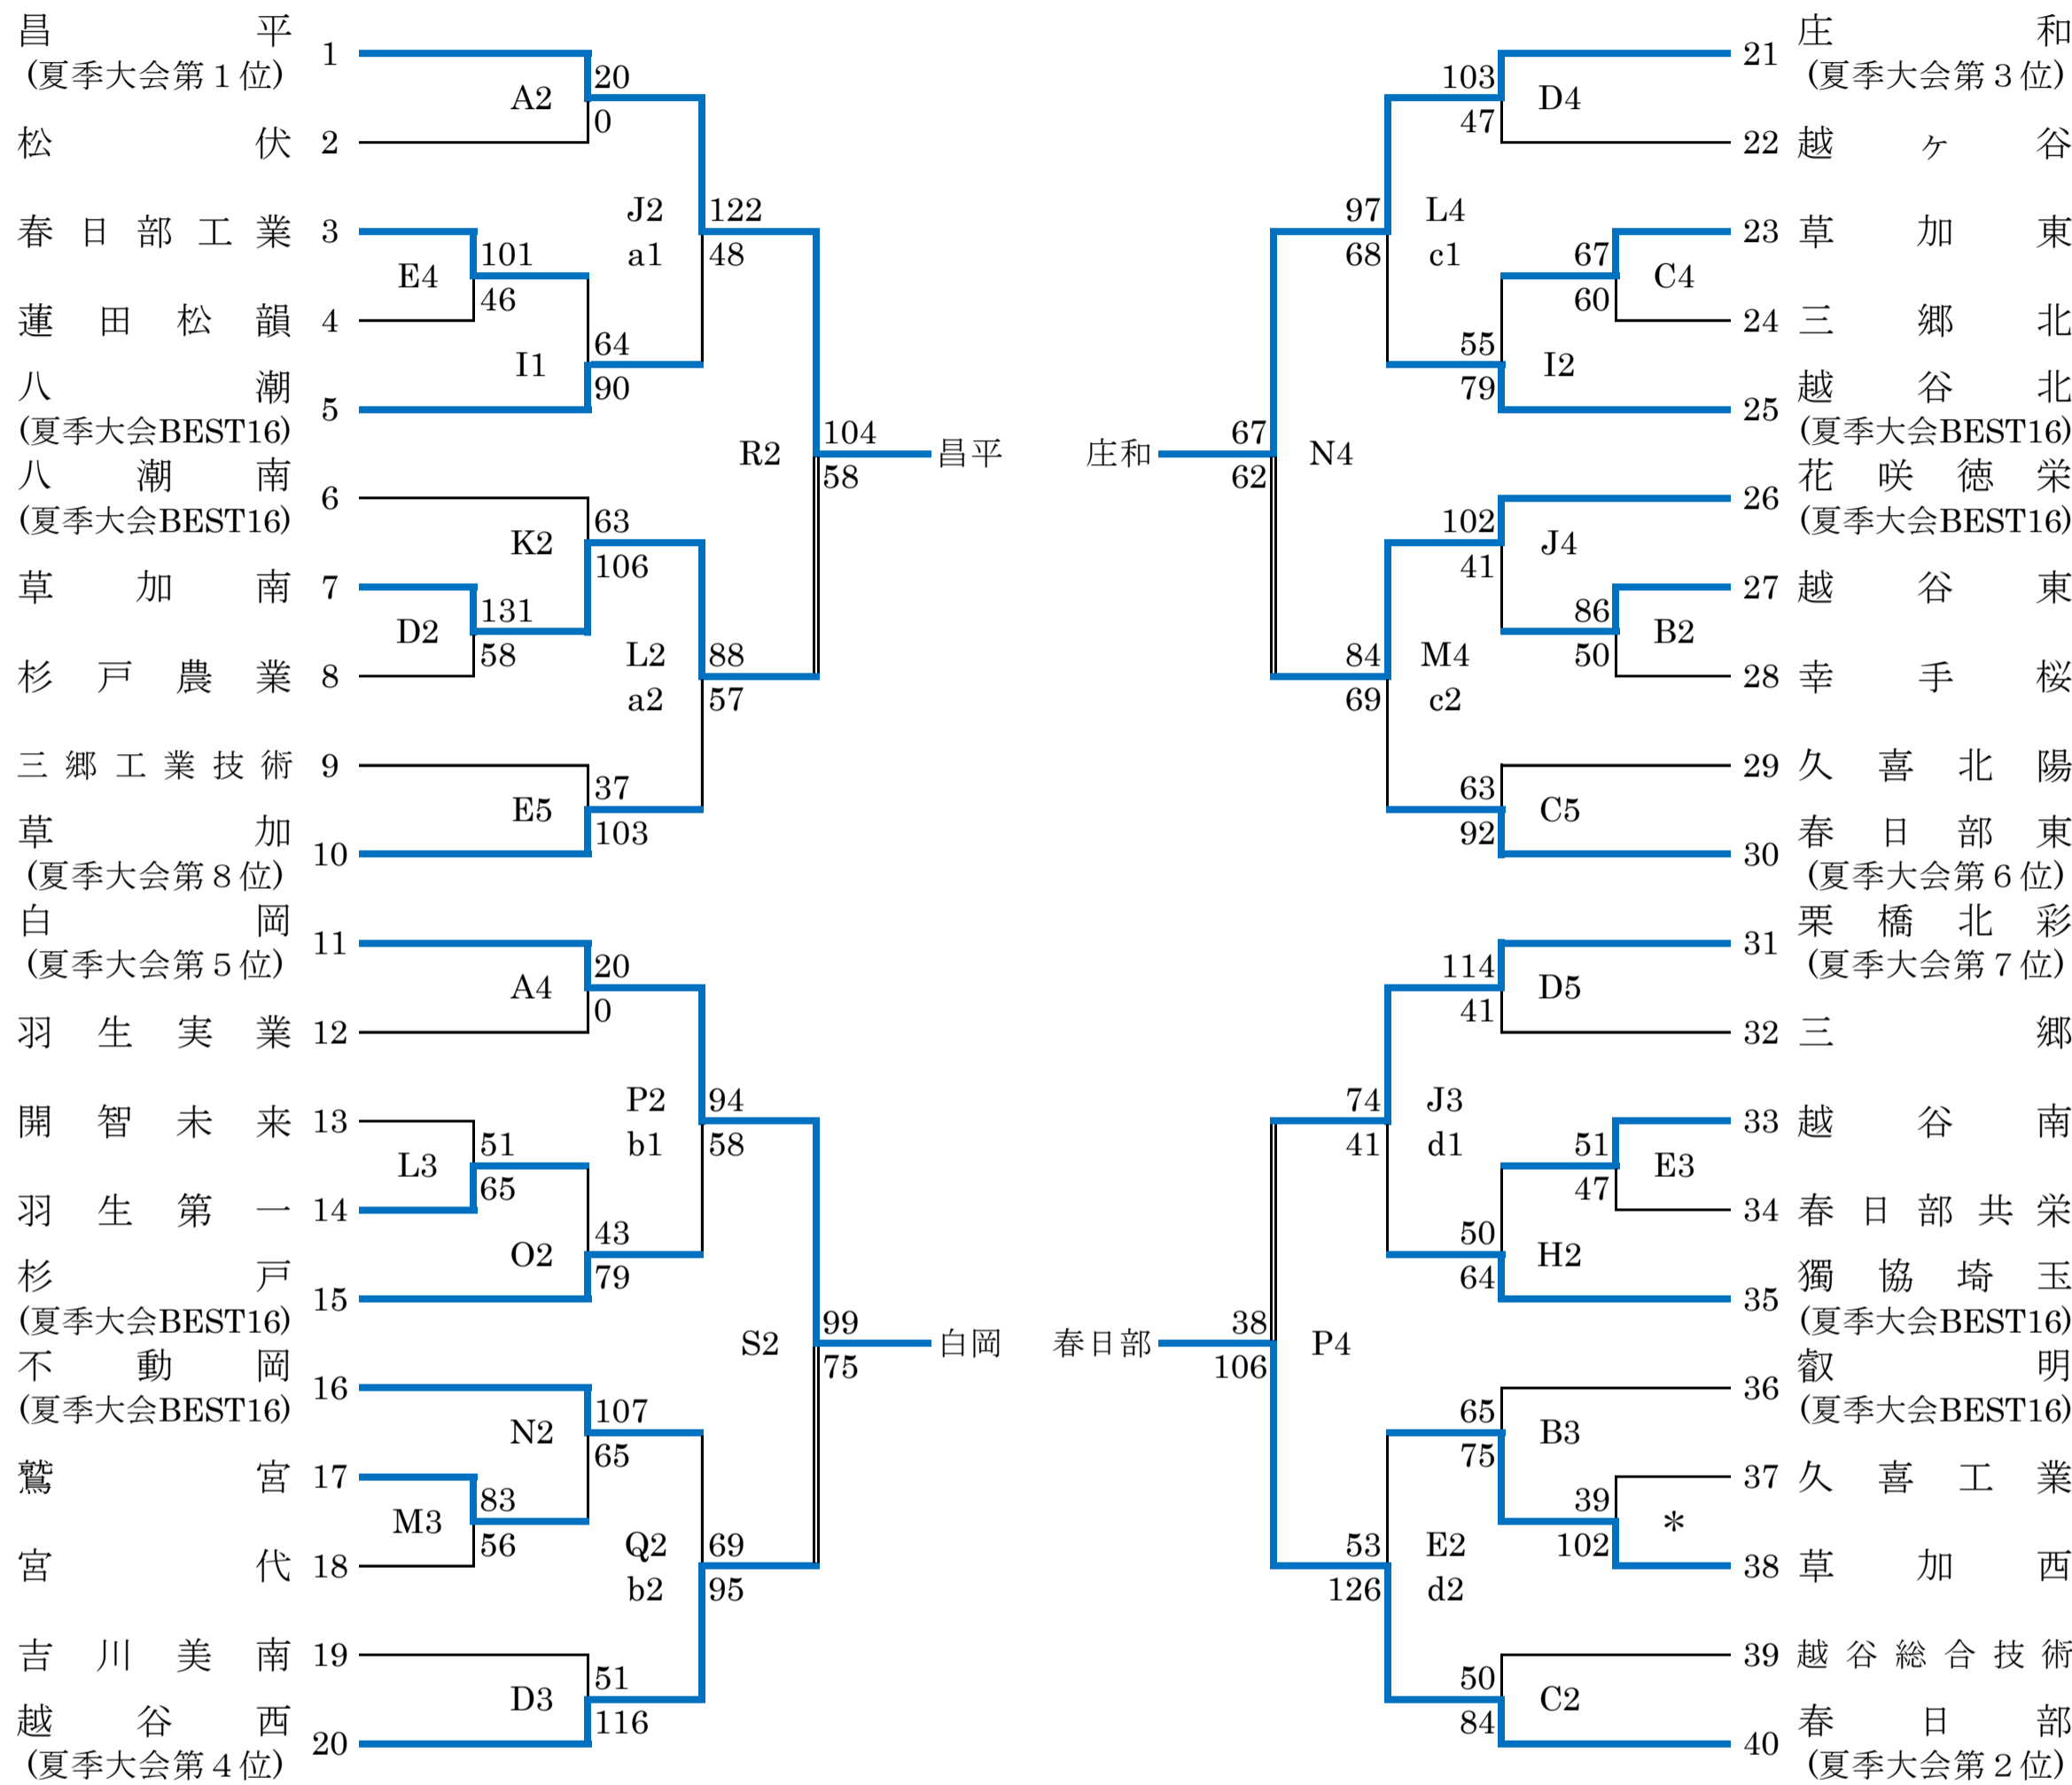 昌平 1
(夏季大会第１位)
A2 20
0
松伏 2
春日部工業 3
E4 101
46
蓮田松韻 4
J2 122
a1 48
I1 64
90
八潮 5
(夏季大会BEST16)
R2 104 昌平
58
八潮南 6
(夏季大会BEST16)
K2 63
106
草加南 7
D2 131
58
杉戸農業 8
L2 88
a2 57
三郷工業技術 9
E5 37
103
草加 10
(夏季大会第８位)
白岡 11
(夏季大会第５位)
A4 20
0
羽生実業 12
開智未来 13
L3 51
65
羽生第一 14
P2 94
b1 58
O2 43
79
杉戸 15
(夏季大会BEST16)
S2 99 白岡
75
不動岡 16
(夏季大会BEST16)
N2 107
65
鷲宮 17
M3 83
56
宮代 18
Q2 69
b2 95
吉川美南 19
D3 51
116
越谷西 20
(夏季大会第４位)
21 庄和
(夏季大会第３位)
103 D4
47
22 越ヶ谷
97 L4
68 c1
23 草加東
67 C4
60
24 三郷北
55 I2
79
25 越谷北
(夏季大会BEST16)
庄和 67 N4
62
26 花咲徳栄
(夏季大会BEST16)
102 J4
41
27 越谷東
86 B2
50
28 幸手桜
84 M4
69 c2
29 久喜北陽
63 C5
92
30 春日部東
(夏季大会第６位)
31 栗橋北彩
(夏季大会第７位)
114 D5
41
32 三郷
74 J3
41 d1
33 越谷南
51 E3
47
34 春日部共栄
50 H2
64
35 獨協埼玉
(夏季大会BEST16)
春日部 38 P4
106
36 叡明
(夏季大会BEST16)
65 B3
75
37 久喜工業
39 *
102
38 草加西
53 E2
126 d2
39 越谷総合技術
50 C2
84
40 春日部
(夏季大会第２位)